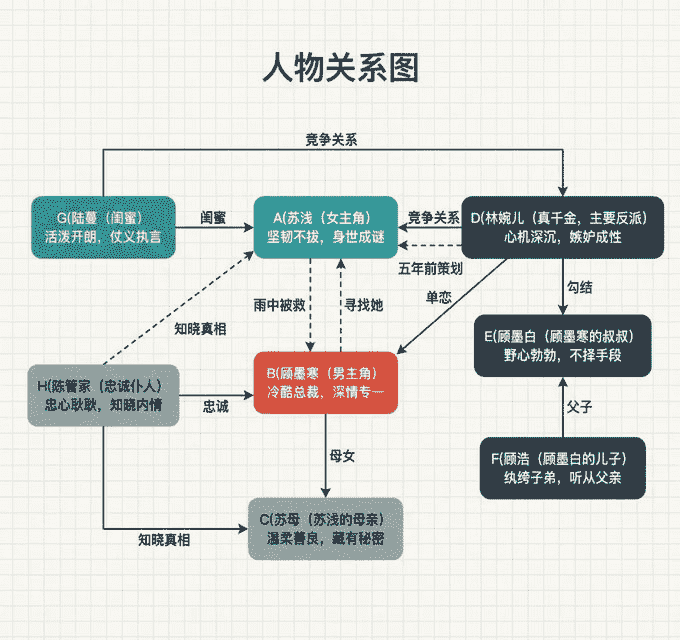 人物关系图
竞争关系
G(陆蔓（闺蜜）
活泼开朗，仗义执言
闺蜜
A(苏浅（女主角）
坚韧不拔，身世成谜
竞争关系
D(林婉儿（真千金，主要反派）
心机深沉，嫉妒成性
五年前策划
知晓真相
雨中被救
寻找她
单恋
勾结
E(顾墨白（顾墨寒的叔叔）
野心勃勃，不择手段
H(陈管家（忠诚仆人）
忠心耿耿，知晓内情
忠诚
B(顾墨寒（男主角）
冷酷总裁，深情专一
父子
母女
F(顾浩（顾墨白的儿子）
纨绔子弟，听从父亲
C(苏母（苏浅的母亲）
温柔善良，藏有秘密
知晓真相